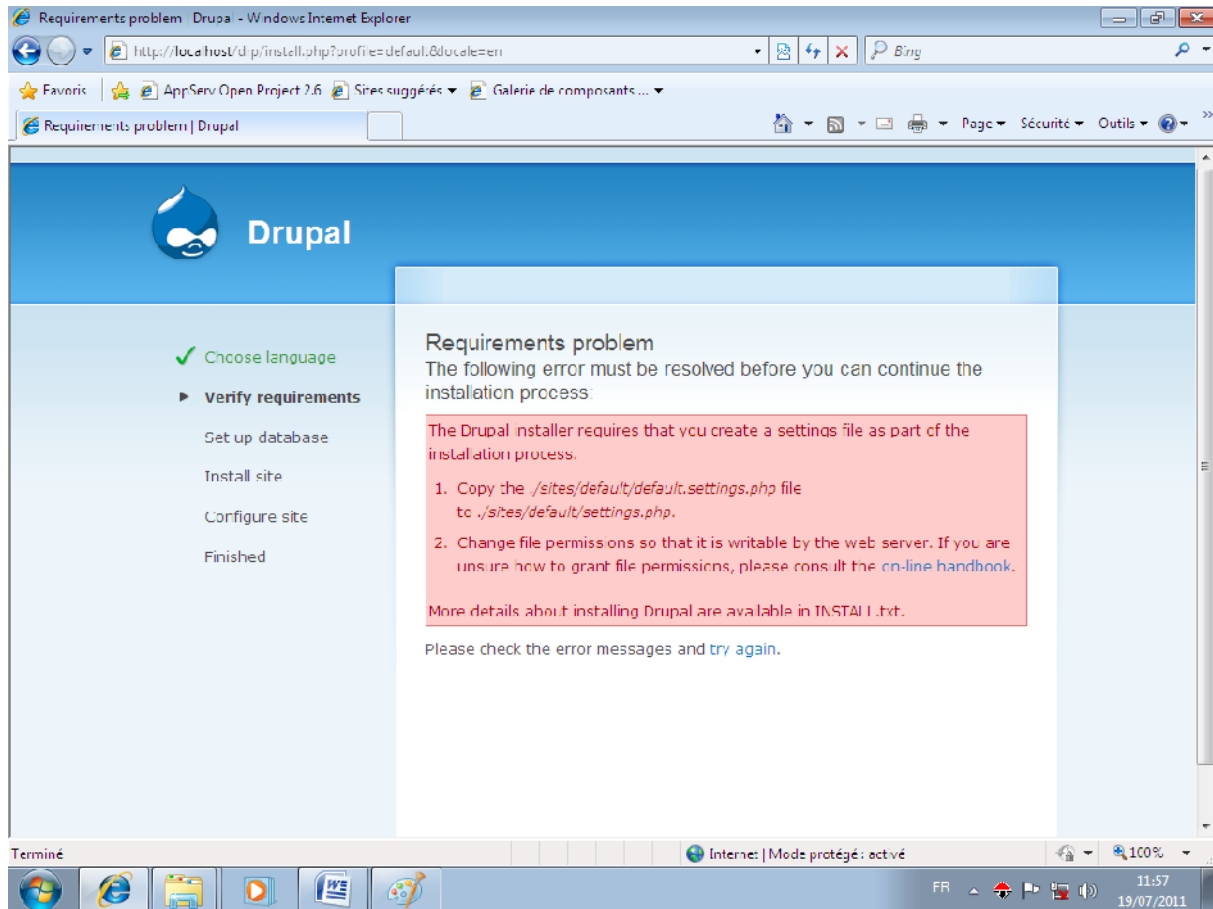 Requirements problem | Drupal - Windows Internet Explorer
http://localhost/drp/install.php?profile=default&locale=en
Bing
Favoris AppServ Open Project 2.6 Sites suggérés Galerie de composants ...
Requirements problem | Drupal
Page Sécurité Outils
Drupal
Choose language
Verify requirements
Set up database
Install site
Configure site
Finished
Requirements problem
The following error must be resolved before you can continue the
installation process:
The Drupal installer requires that you create a settings file as part of the
installation process.
1. Copy the ./sites/default/default.settings.php file
to ./sites/default/settings.php.
2. Change file permissions so that it is writable by the web server. If you are
unsure how to grant file permissions, please consult the on-line handbook.
More details about installing Drupal are available in INSTALL.txt.
Please check the error messages and try again.
Terminé
Internet | Mode protégé : activé
100%
FR
11:57
19/07/2011